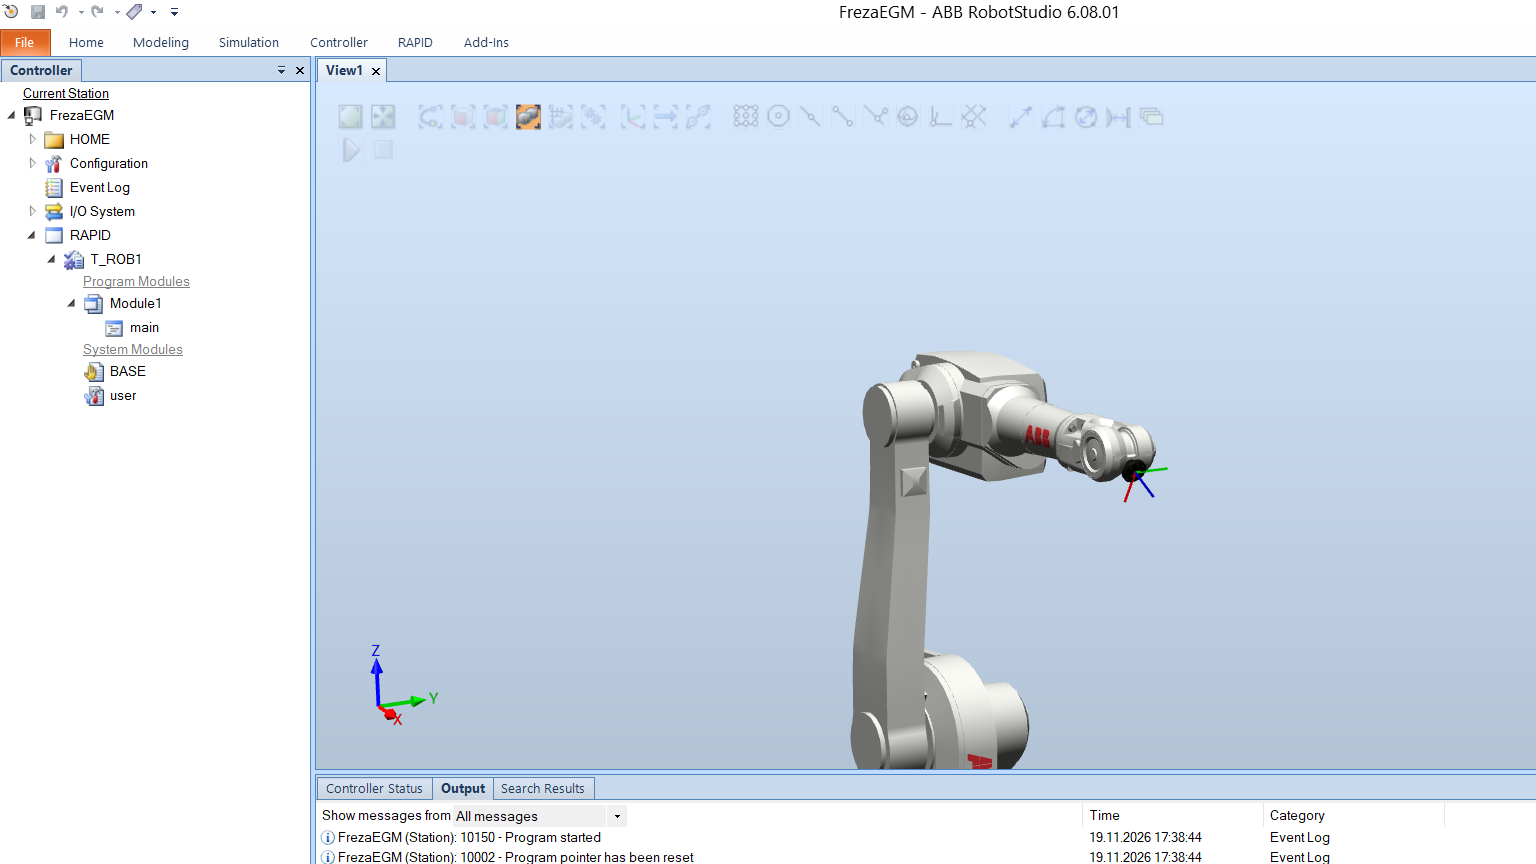 FrezaEGM - ABB RobotStudio 6.08.01
File Home Modeling Simulation Controller RAPID Add-Ins
Controller
View1
Current Station
FrezaEGM
HOME
Configuration
Event Log
I/O System
RAPID
T_ROB1
Program Modules
Module1
main
System Modules
BASE
user
ABB
Z
Y
X
Controller Status Output Search Results
Show messages from All messages Time Category
FrezaEGM (Station): 10150 - Program started 19.11.2026 17:38:44 Event Log
FrezaEGM (Station): 10002 - Program pointer has been reset 19.11.2026 17:38:44 Event Log